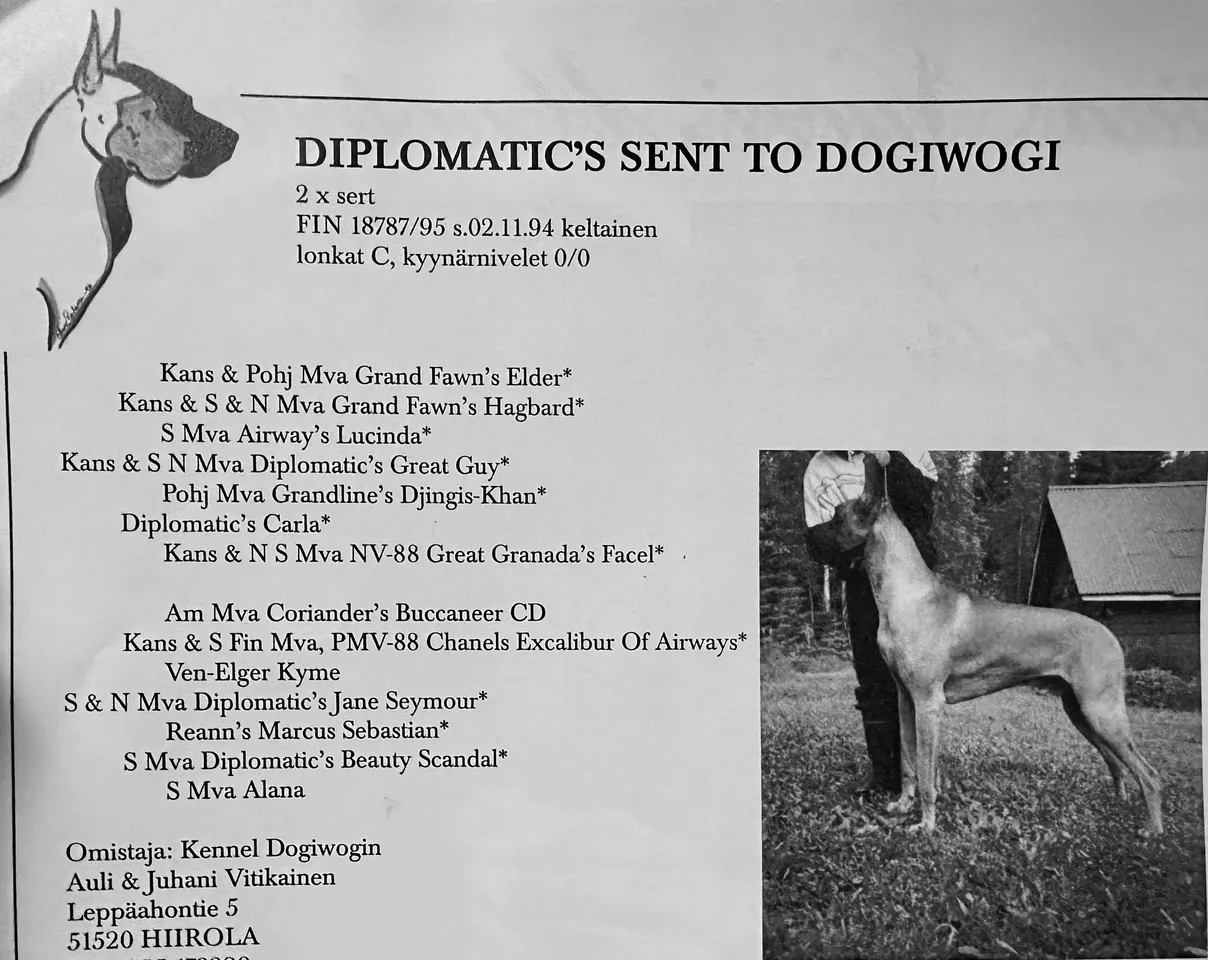 DIPLOMATIC’S SENT TO DOGIWOGI
2 x sert
FIN 18787/95 s.02.11.94 keltainen
lonkat C, kyynärnivelet 0/0
Kans & Pohj Mva Grand Fawn’s Elder*
Kans & S & N Mva Grand Fawn’s Hagbard*
S Mva Airway’s Lucinda*
Kans & S N Mva Diplomatic’s Great Guy*
Pohj Mva Grandline’s Djingis-Khan*
Diplomatic’s Carla*
Kans & N S Mva NV-88 Great Granada’s Facel*
Am Mva Coriander’s Buccaneer CD
Kans & S Fin Mva, PMV-88 Chanels Excalibur Of Airways*
Ven-Elger Kyme
S & N Mva Diplomatic’s Jane Seymour*
Reann’s Marcus Sebastian*
S Mva Diplomatic’s Beauty Scandal*
S Mva Alana
Omistaja: Kennel Dogiwogin
Auli & Juhani Vitikainen
Leppäahontie 5
51520 HIIROLA